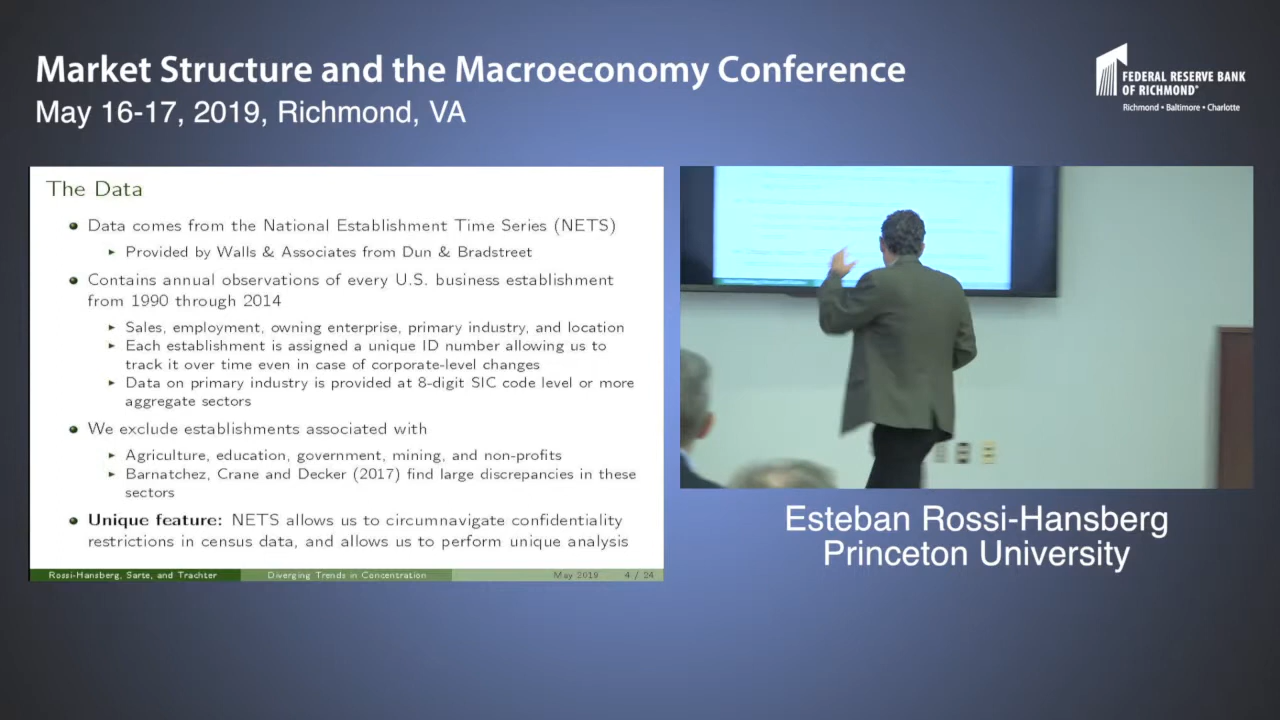 Market Structure and the Macroeconomy Conference
May 16-17, 2019, Richmond, VA
FEDERAL RESERVE BANK
OF RICHMOND®
Richmond • Baltimore • Charlotte
The Data
Data comes from the National Establishment Time Series (NETS)
Provided by Walls & Associates from Dun & Bradstreet
Contains annual observations of every U.S. business establishment
from 1990 through 2014
Sales, employment, owning enterprise, primary industry, and location
Each establishment is assigned a unique ID number allowing us to
track it over time even in case of corporate-level changes
Data on primary industry is provided at 8-digit SIC code level or more
aggregate sectors
We exclude establishments associated with
Agriculture, education, government, mining, and non-profits
Barnatchez, Crane and Decker (2017) find large discrepancies in these
sectors
Unique feature: NETS allows us to circumnavigate confidentiality
restrictions in census data, and allows us to perform unique analysis
Rossi-Hansberg, Sarte, and Trachter Diverging Trends in Concentration May 2019 4 / 24
Esteban Rossi-Hansberg
Princeton University